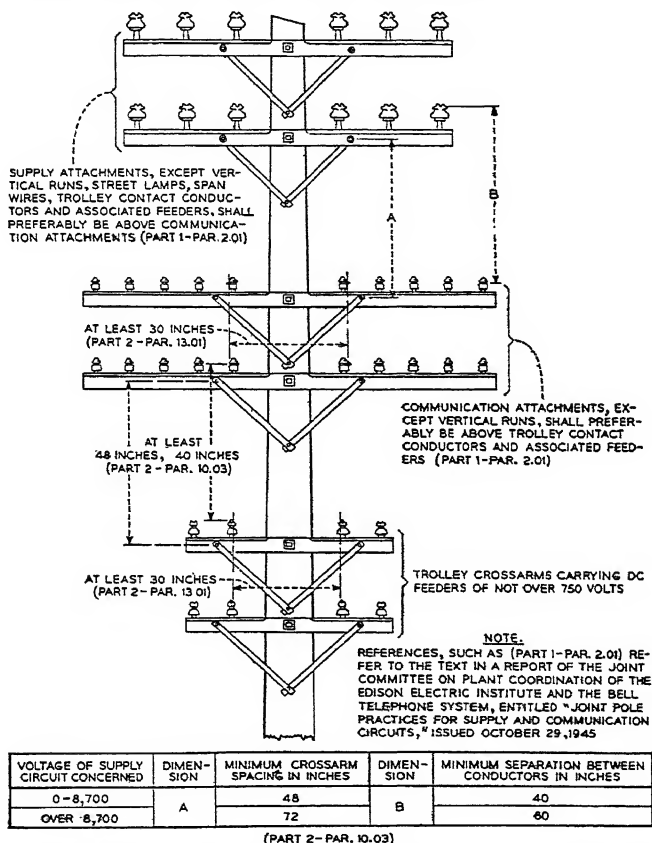 SUPPLY ATTACHMENTS, EXCEPT VER-
TICAL RUNS, STREET LAMPS, SPAN
WIRES, TROLLEY CONTACT CONDUC-
TORS AND ASSOCIATED FEEDERS, SHALL
PREFERABLY BE ABOVE COMMUNICA-
TION ATTACHMENTS (PART 1-PAR. 2.01)
A
B
AT LEAST 30 INCHES
(PART 2-PAR. 13.01)
COMMUNICATION ATTACHMENTS, EX-
CEPT VERTICAL RUNS, SHALL PREFER-
ABLY BE ABOVE TROLLEY CONTACT
CONDUCTORS AND ASSOCIATED FEED-
ERS (PART 1-PAR. 2.01)
AT LEAST
48 INCHES, 40 INCHES
(PART 2-PAR. 10.03)
AT LEAST 30 INCHES
(PART 2-PAR. 13.01)
TROLLEY CROSSARMS CARRYING DC
FEEDERS OF NOT OVER 750 VOLTS
NOTE.
REFERENCES, SUCH AS (PART 1-PAR. 2.01) RE-
FER TO THE TEXT IN A REPORT OF THE JOINT
COMMITTEE ON PLANT COORDINATION OF THE
EDISON ELECTRIC INSTITUTE AND THE BELL
TELEPHONE SYSTEM, ENTITLED "JOINT POLE
PRACTICES FOR SUPPLY AND COMMUNICATION
CIRCUITS," ISSUED OCTOBER 29, 1945
VOLTAGE OF SUPPLY CIRCUIT CONCERNED | DIMEN-SION | MINIMUM CROSSARM SPACING IN INCHES | DIMEN-SION | MINIMUM SEPARATION BETWEEN CONDUCTORS IN INCHES
0-8,700 | A | 48 | B | 40
OVER 8,700 | 72 | 60
(PART 2-PAR. 10.03)